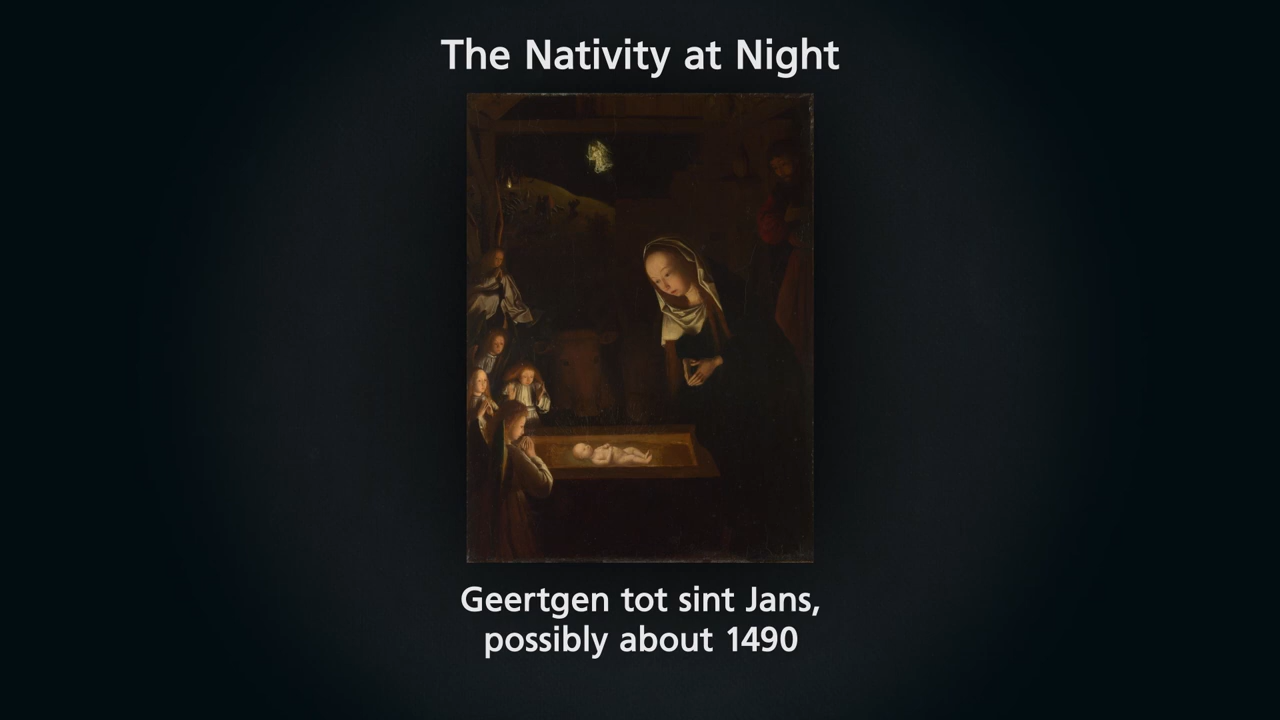 The Nativity at Night
Geertgen tot sint Jans,
possibly about 1490